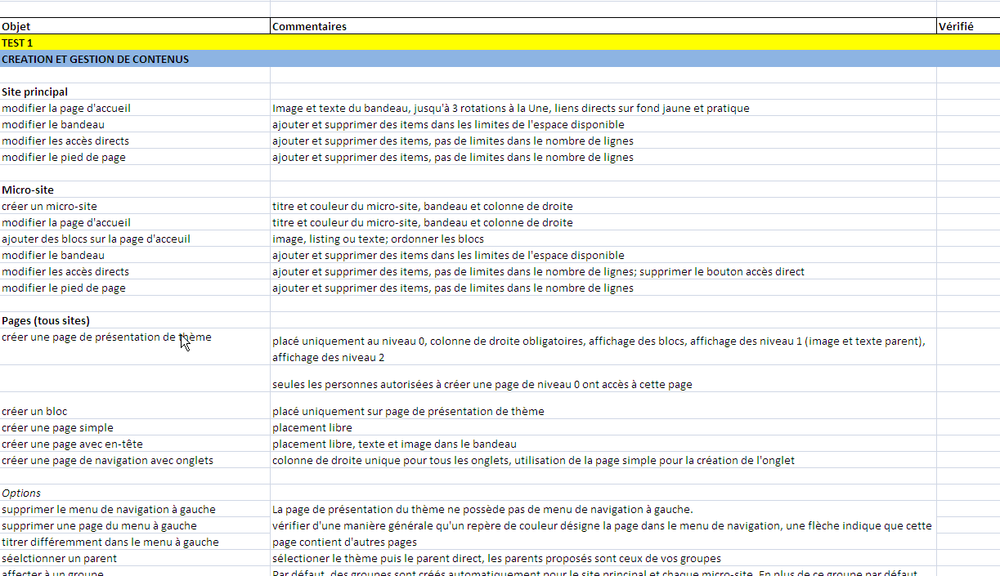 Objet Commentaires Vérifié
TEST 1
CREATION ET GESTION DE CONTENUS
Site principal
modifier la page d'accueil Image et texte du bandeau, jusqu'à 3 rotations à la Une, liens directs sur fond jaune et pratique
modifier le bandeau ajouter et supprimer des items dans les limites de l'espace disponible
modifier les accès directs ajouter et supprimer des items, pas de limites dans le nombre de lignes
modifier le pied de page ajouter et supprimer des items, pas de limites dans le nombre de lignes
Micro-site
créer un micro-site titre et couleur du micro-site, bandeau et colonne de droite
modifier la page d'accueil titre et couleur du micro-site, bandeau et colonne de droite
ajouter des blocs sur la page d'acceuil image, listing ou texte; ordonner les blocs
modifier le bandeau ajouter et supprimer des items dans les limites de l'espace disponible
modifier les accès directs ajouter et supprimer des items, pas de limites dans le nombre de lignes; supprimer le bouton accès direct
modifier le pied de page ajouter et supprimer des items, pas de limites dans le nombre de lignes
Pages (tous sites)
créer une page de présentation de thème placé uniquement au niveau 0, colonne de droite obligatoires, affichage des blocs, affichage des niveau 1 (image et texte parent),
affichage des niveau 2
seules les personnes autorisées à créer une page de niveau 0 ont accès à cette page
créer un bloc placé uniquement sur page de présentation de thème
créer une page simple placement libre
créer une page avec en-tête placement libre, texte et image dans le bandeau
créer une page de navigation avec onglets colonne de droite unique pour tous les onglets, utilisation de la page simple pour la création de l'onglet
Options
supprimer le menu de navigation à gauche La page de présentation du thème ne possède pas de menu de navigation à gauche.
supprimer une page du menu à gauche vérifier d'une manière générale qu'un repère de couleur désigne la page dans le menu de navigation, une flèche indique que cette
titrer différemment dans le menu à gauche page contient d'autres pages
séelctionner un parent sélectioner le thème puis le parent direct, les parents proposés sont ceux de vos groupes
affecter à un groupe Par défaut, des groupes sont créés automatiquement pour le site principal et chaque micro-site. En plus de ce groupe par défaut